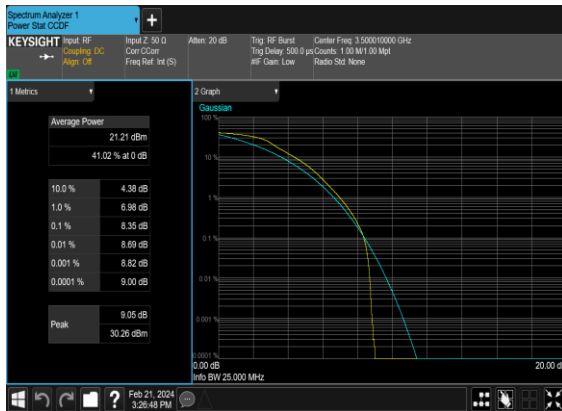 Spectrum Analyzer 1
Power Stat CCDF
KEYSIGHT
Input: RF
Coupling: DC
Align: Off
Input Z: 50 Ω
Corr CCorr
Freq Ref: Int (S)
Atten: 20 dB
Trig: RF Burst
Trig Delay: 500.0 µs
#IF Gain: Low
Center Freq: 3.500010000 GHz
Counts: 1.00 M/1.00 Mpt
Radio Std: None
1 Metrics
Average Power
21.21 dBm
41.02 % at 0 dB
10.0 % 4.38 dB
1.0 % 6.98 dB
0.1 % 8.35 dB
0.01 % 8.69 dB
0.001 % 8.82 dB
0.0001 % 9.00 dB
Peak
9.05 dB
30.26 dBm
2 Graph
Gaussian
100 %
10 %
1 %
0.1 %
0.01 %
0.001 %
0.0001 %
0.00 dB
20.00 d
Info BW 25.000 MHz
?
Feb 21, 2024
3:26:48 PM